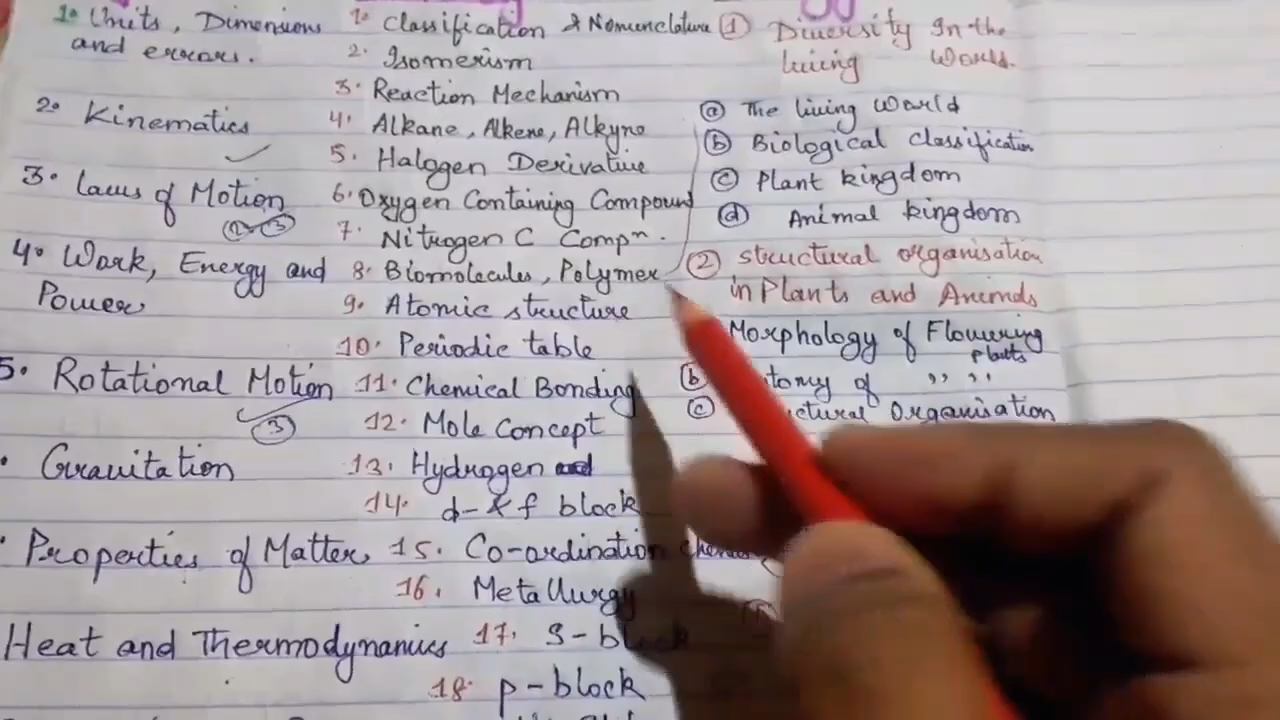 1. Units, Dimensions
and errors.
2. Kinematics
3. Laws of Motion
2-3
4. Work, Energy and
Power
5. Rotational Motion
3
Gravitation
Properties of Matter
Heat and Thermodynamics
1. Classification & Nomenclature
2. Isomerism
3. Reaction Mechanism
4. Alkane, Alkene, Alkyne
5. Halogen Derivative
6. Oxygen Containing Compound
7. Nitrogen C Compn.
8. Biomolecules, Polymer
9. Atomic structure
10. Periodic table
11. Chemical Bonding
12. Mole Concept
13. Hydrogen
14. d- & f block
15. Co-ordination
16. Metallurgy
17. S-block
18. p-block
1 Diversity In the
living World.
a The living World
b Biological Classification
c Plant kingdom
d Animal kingdom
2 Structural organisation
in Plants and Animals
Morphology of Flowering
Plants
b of " "
c Organisation